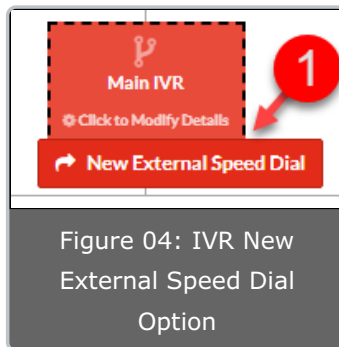 Main IVR
1
Click to Modify Details
New External Speed Dial
Figure 04: IVR New
External Speed Dial
Option